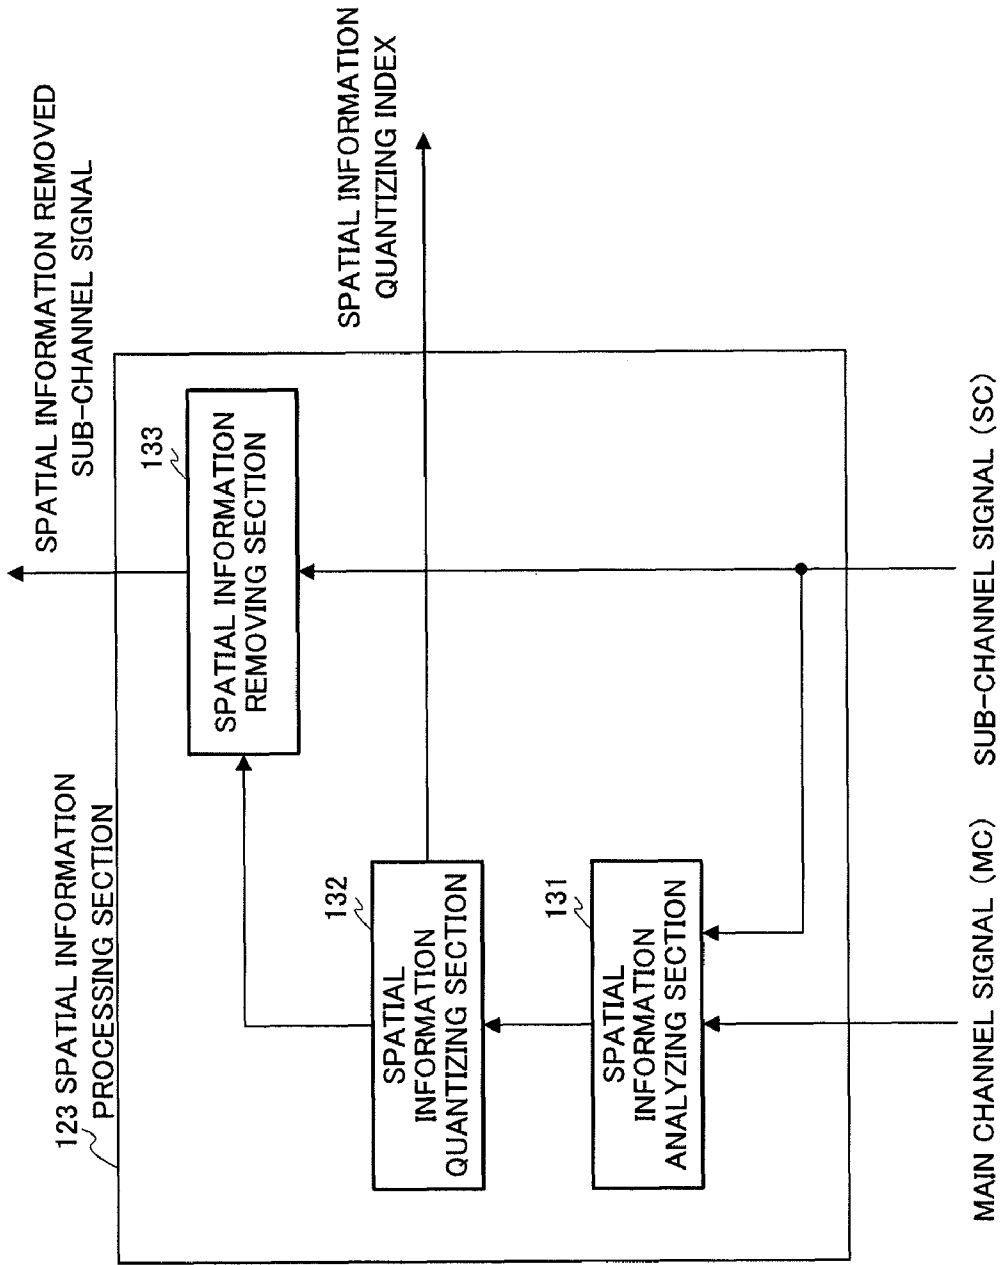 123 SPATIAL INFORMATION
PROCESSING SECTION
MAIN CHANNEL SIGNAL (MC)
SUB-CHANNEL SIGNAL (SC)
131
SPATIAL
INFORMATION
ANALYZING SECTION
132
SPATIAL
INFORMATION
QUANTIZING SECTION
133
SPATIAL INFORMATION
REMOVING SECTION
SPATIAL INFORMATION REMOVED
SUB-CHANNEL SIGNAL
SPATIAL INFORMATION
QUANTIZING INDEX